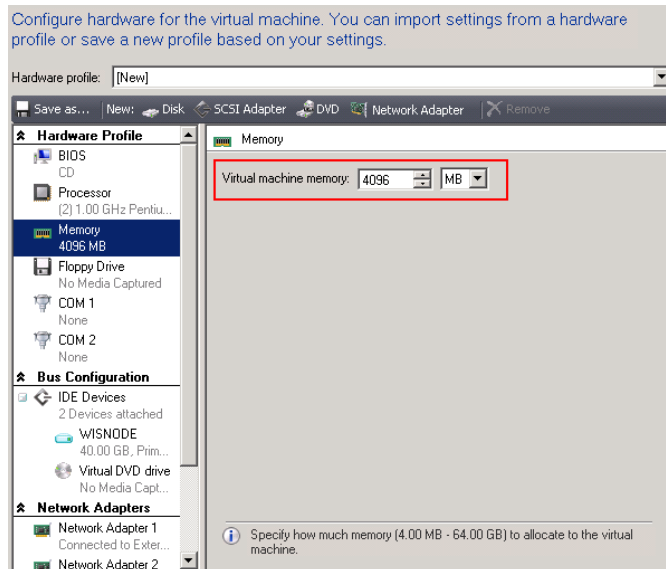 Configure hardware for the virtual machine. You can import settings from a hardware
profile or save a new profile based on your settings.
Hardware profile: [New]
Save as... New: Disk SCSI Adapter DVD Network Adapter Remove
Hardware Profile
BIOS
CD
Processor
(2) 1.00 GHz Pentiu...
Memory
4096 MB
Floppy Drive
No Media Captured
COM 1
None
COM 2
None
Bus Configuration
IDE Devices
2 Devices attached
WISNODE
40.00 GB, Prim...
Virtual DVD drive
No Media Capt...
Network Adapters
Network Adapter 1
Connected to Exter...
Network Adapter 2
Memory
Virtual machine memory: 4096 MB
Specify how much memory (4.00 MB - 64.00 GB) to allocate to the virtual
machine.